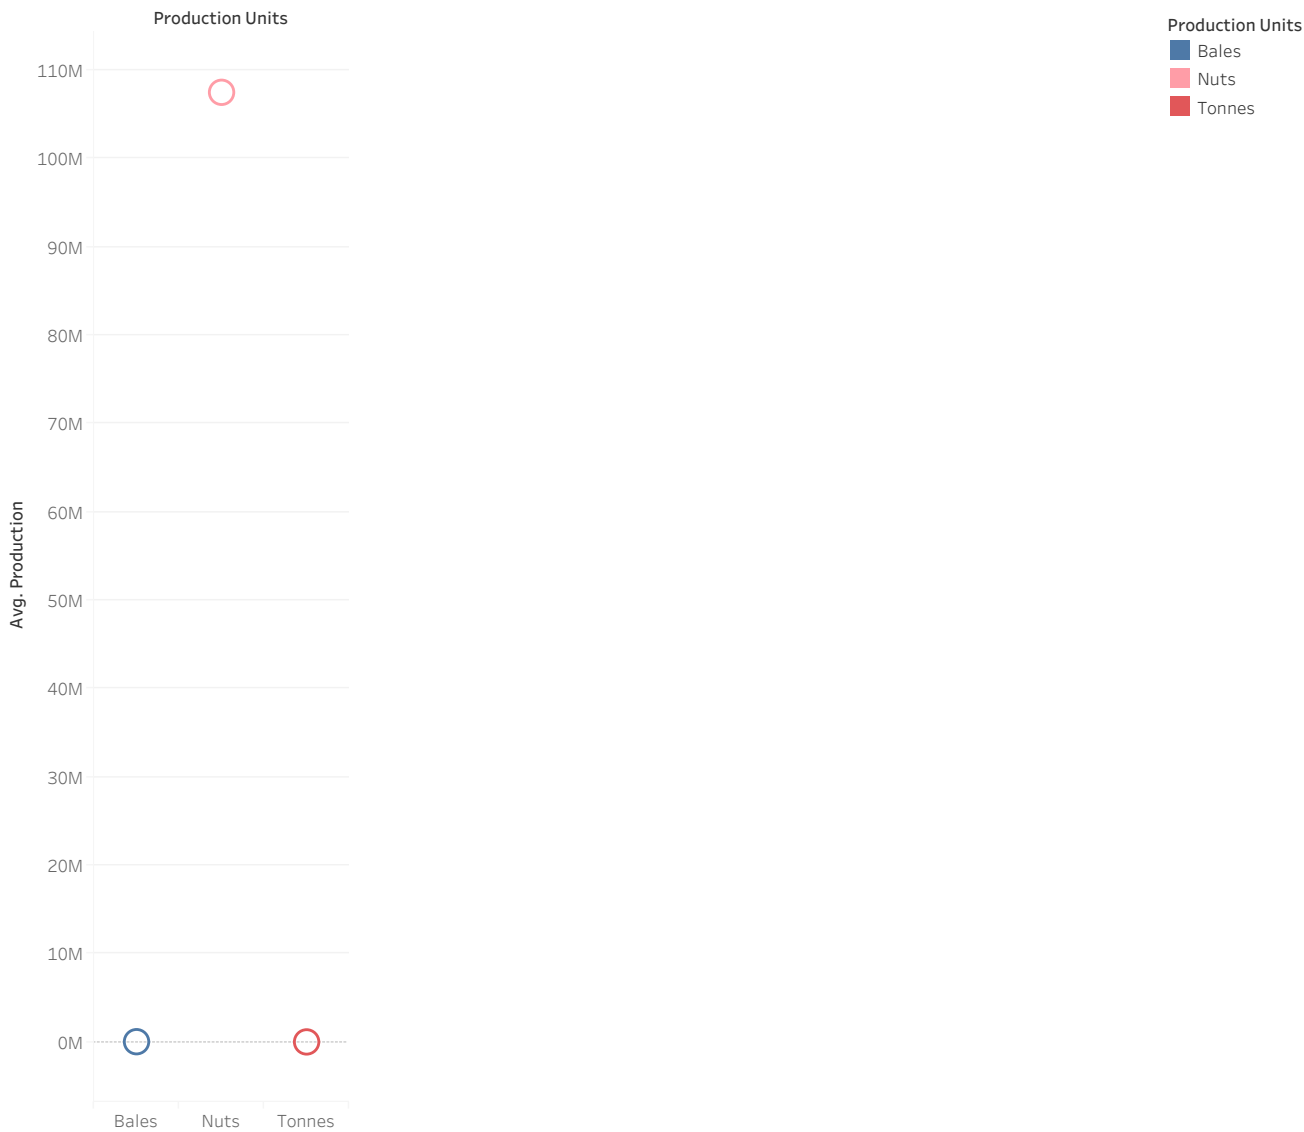 Production Units
110M
100M
90M
80M
70M
60M
50M
40M
30M
20M
10M
0M
Avg. Production
Bales Nuts Tonnes
Production Units
Bales
Nuts
Tonnes